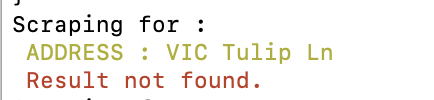 Scraping for :
ADDRESS : VIC Tulip Ln
Result not found.